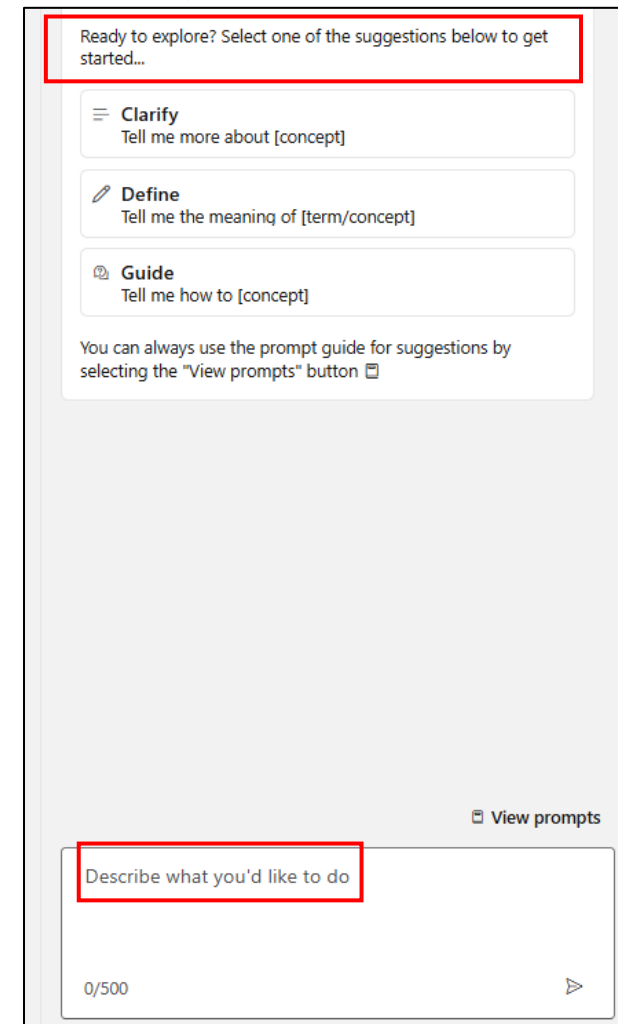 Ready to explore? Select one of the suggestions below to get
started...
Clarify
Tell me more about [concept]
Define
Tell me the meaning of [term/concept]
Guide
Tell me how to [concept]
You can always use the prompt guide for suggestions by
selecting the "View prompts" button
View prompts
Describe what you'd like to do
0/500